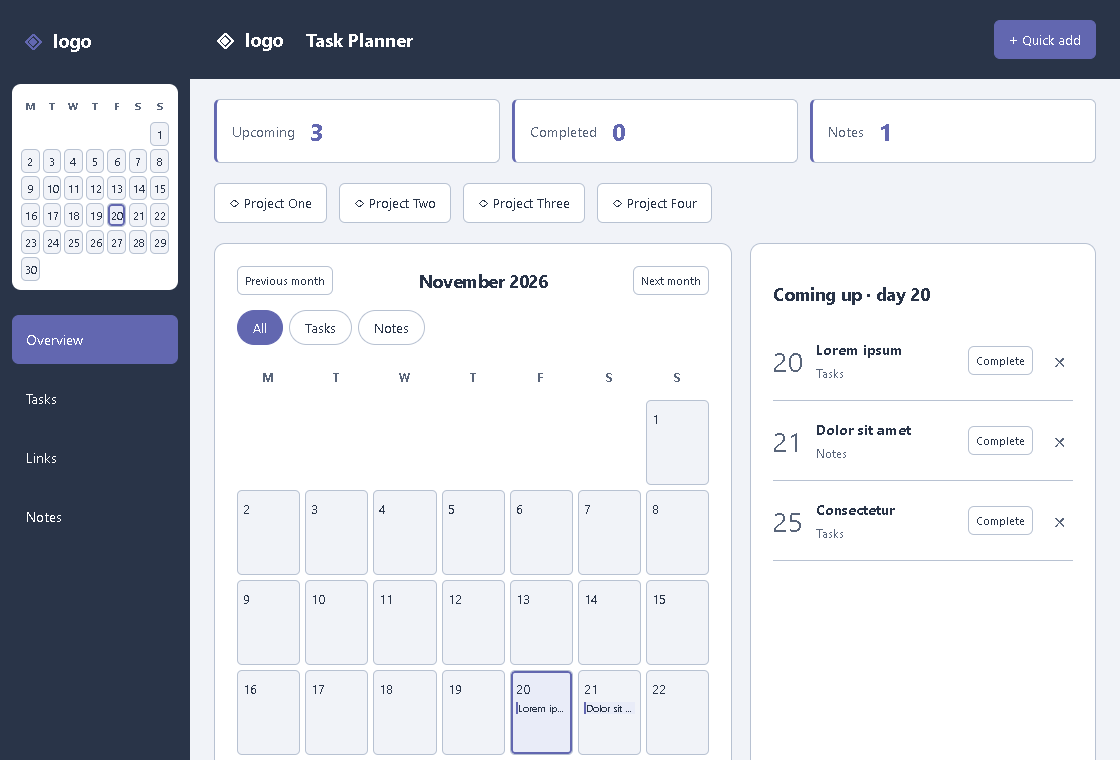 logo
M T W T F S S
1
2 3 4 5 6 7 8
9 10 11 12 13 14 15
16 17 18 19 20 21 22
23 24 25 26 27 28 29
30
Overview
Tasks
Links
Notes
logo Task Planner
+ Quick add
Upcoming 3
Completed 0
Notes 1
Project One
Project Two
Project Three
Project Four
Previous month
November 2026
Next month
All Tasks Notes
M T W T F S S
1
2 3 4 5 6 7 8
9 10 11 12 13 14 15
16 17 18 19 20 21 22
Lorem ip... Dolor sit ...
Coming up · day 20
20 Lorem ipsum
Tasks
Complete ×
21 Dolor sit amet
Notes
Complete ×
25 Consectetur
Tasks
Complete ×